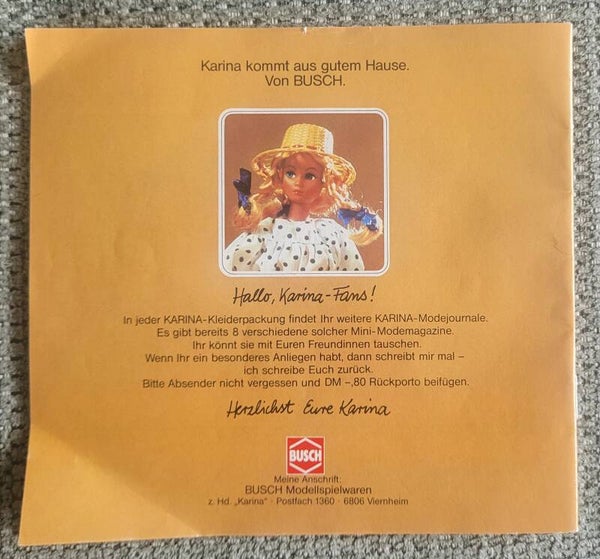 Karina kommt aus gutem Hause.
Von BUSCH.
Hallo, Karina-Fans!
In jeder KARINA-Kleiderpackung findet Ihr weitere KARINA-Modejournale.
Es gibt bereits 8 verschiedene solcher Mini-Modemagazine.
Ihr könnt sie mit Euren Freundinnen tauschen.
Wenn Ihr ein besonderes Anliegen habt, dann schreibt mir mal –
ich schreibe Euch zurück.
Bitte Absender nicht vergessen und DM –,80 Rückporto beifügen.
Herzlichst Eure Karina
BUSCH
Meine Anschrift:
BUSCH Modellspielwaren
z. Hd. „Karina“ · Postfach 1360 · 6806 Viernheim